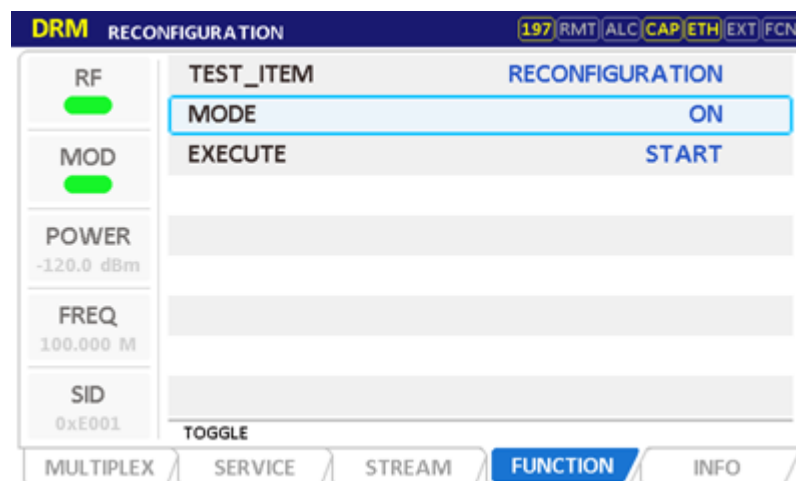 DRM RECONFIGURATION 197 RMT ALC CAP ETH EXT FCN
RF
MOD
POWER
-120.0 dBm
FREQ
100.000 M
SID
0xE001
TEST_ITEM RECONFIGURATION
MODE ON
EXECUTE START
TOGGLE
MULTIPLEX SERVICE STREAM FUNCTION INFO